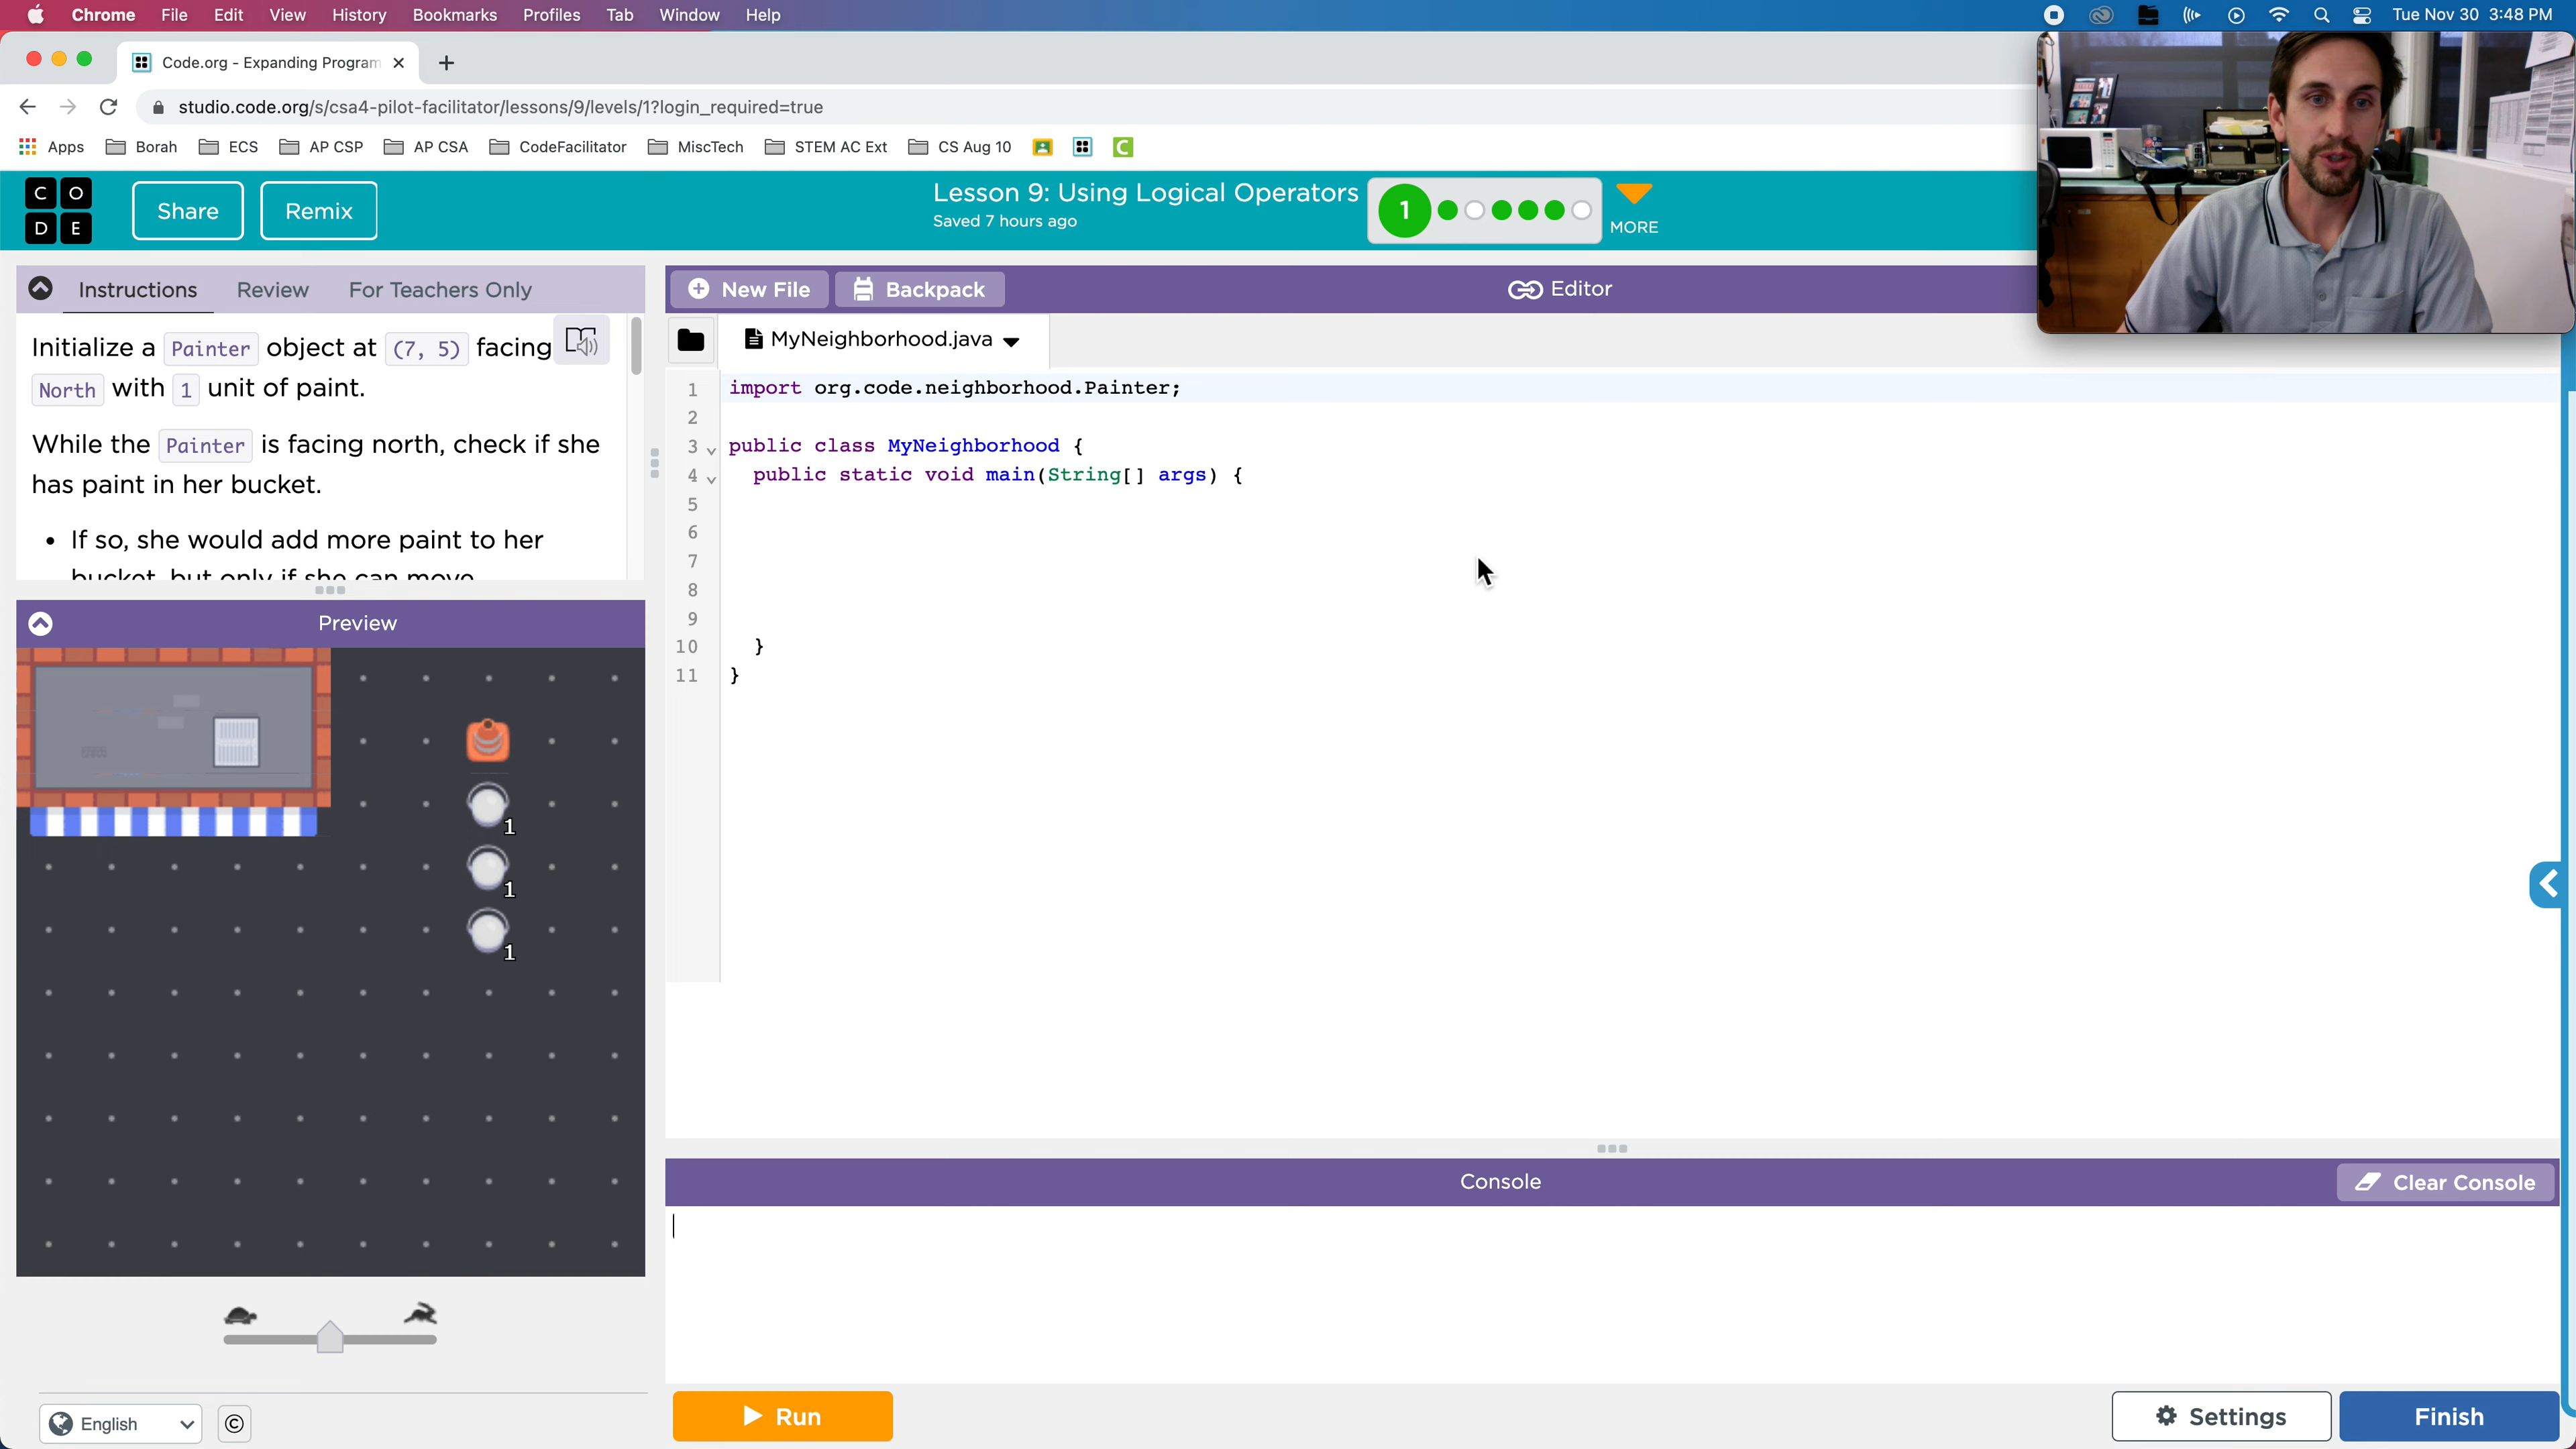 Chrome File Edit View History Bookmarks Profiles Tab Window Help Tue Nov 30 3:48 PM
Code.org - Expanding Program
studio.code.org/s/csa4-pilot-facilitator/lessons/9/levels/1?login_required=true
Apps Borah ECS AP CSP AP CSA CodeFacilitator MiscTech STEM AC Ext CS Aug 10
C O D E
Share Remix
Lesson 9: Using Logical Operators
Saved 7 hours ago
1
MORE
Instructions Review For Teachers Only
New File Backpack Editor
Initialize a Painter object at (7, 5) facing
North with 1 unit of paint.
While the Painter is facing north, check if she
has paint in her bucket.
• If so, she would add more paint to her
bucket, but only if she can move
MyNeighborhood.java
1 import org.code.neighborhood.Painter;
2
3 public class MyNeighborhood {
4 public static void main(String[] args) {
5
6
7
8
9
10 }
11 }
Preview
1
1
1
Console Clear Console
English ©
Run Settings Finish